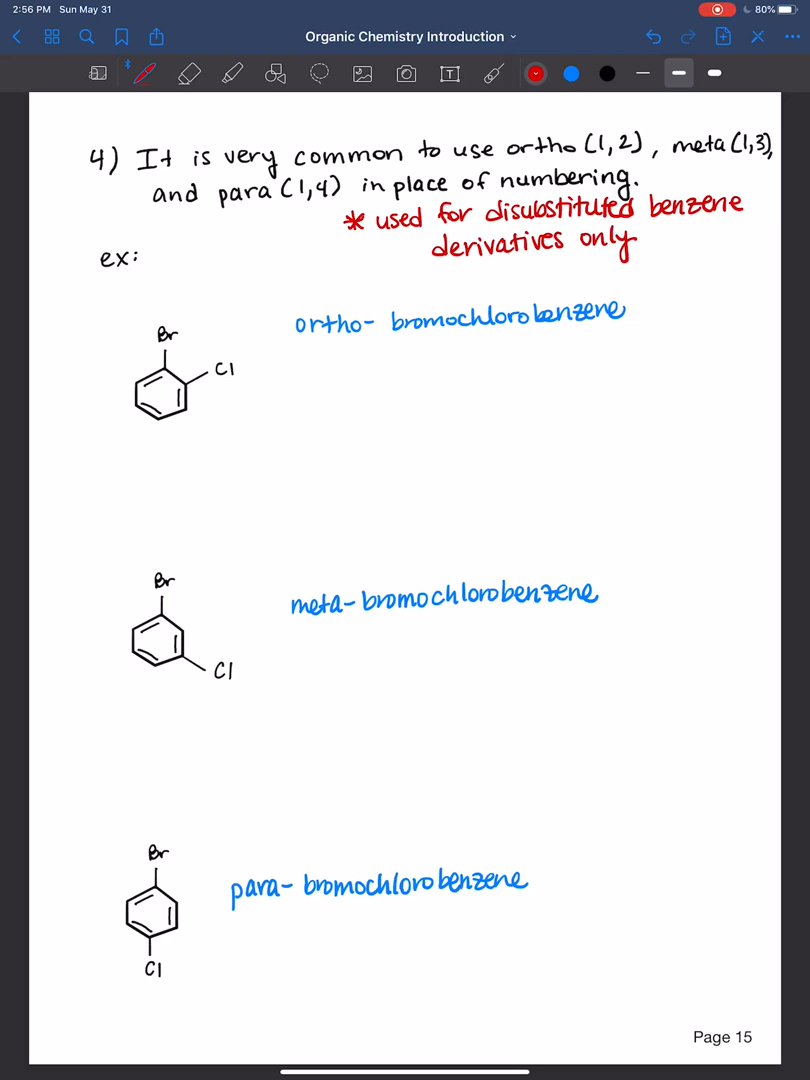 2:56 PM Sun May 31
80%
Organic Chemistry Introduction
T
4) It is very common to use ortho (1,2), meta (1,3),
and para (1,4) in place of numbering.
* used for disubstituted benzene
derivatives only
ex:
ortho- bromochlorobenzene
Br
Cl
Br
meta-bromochlorobenzene
Cl
Br
para- bromochlorobenzene
Cl
Page 15